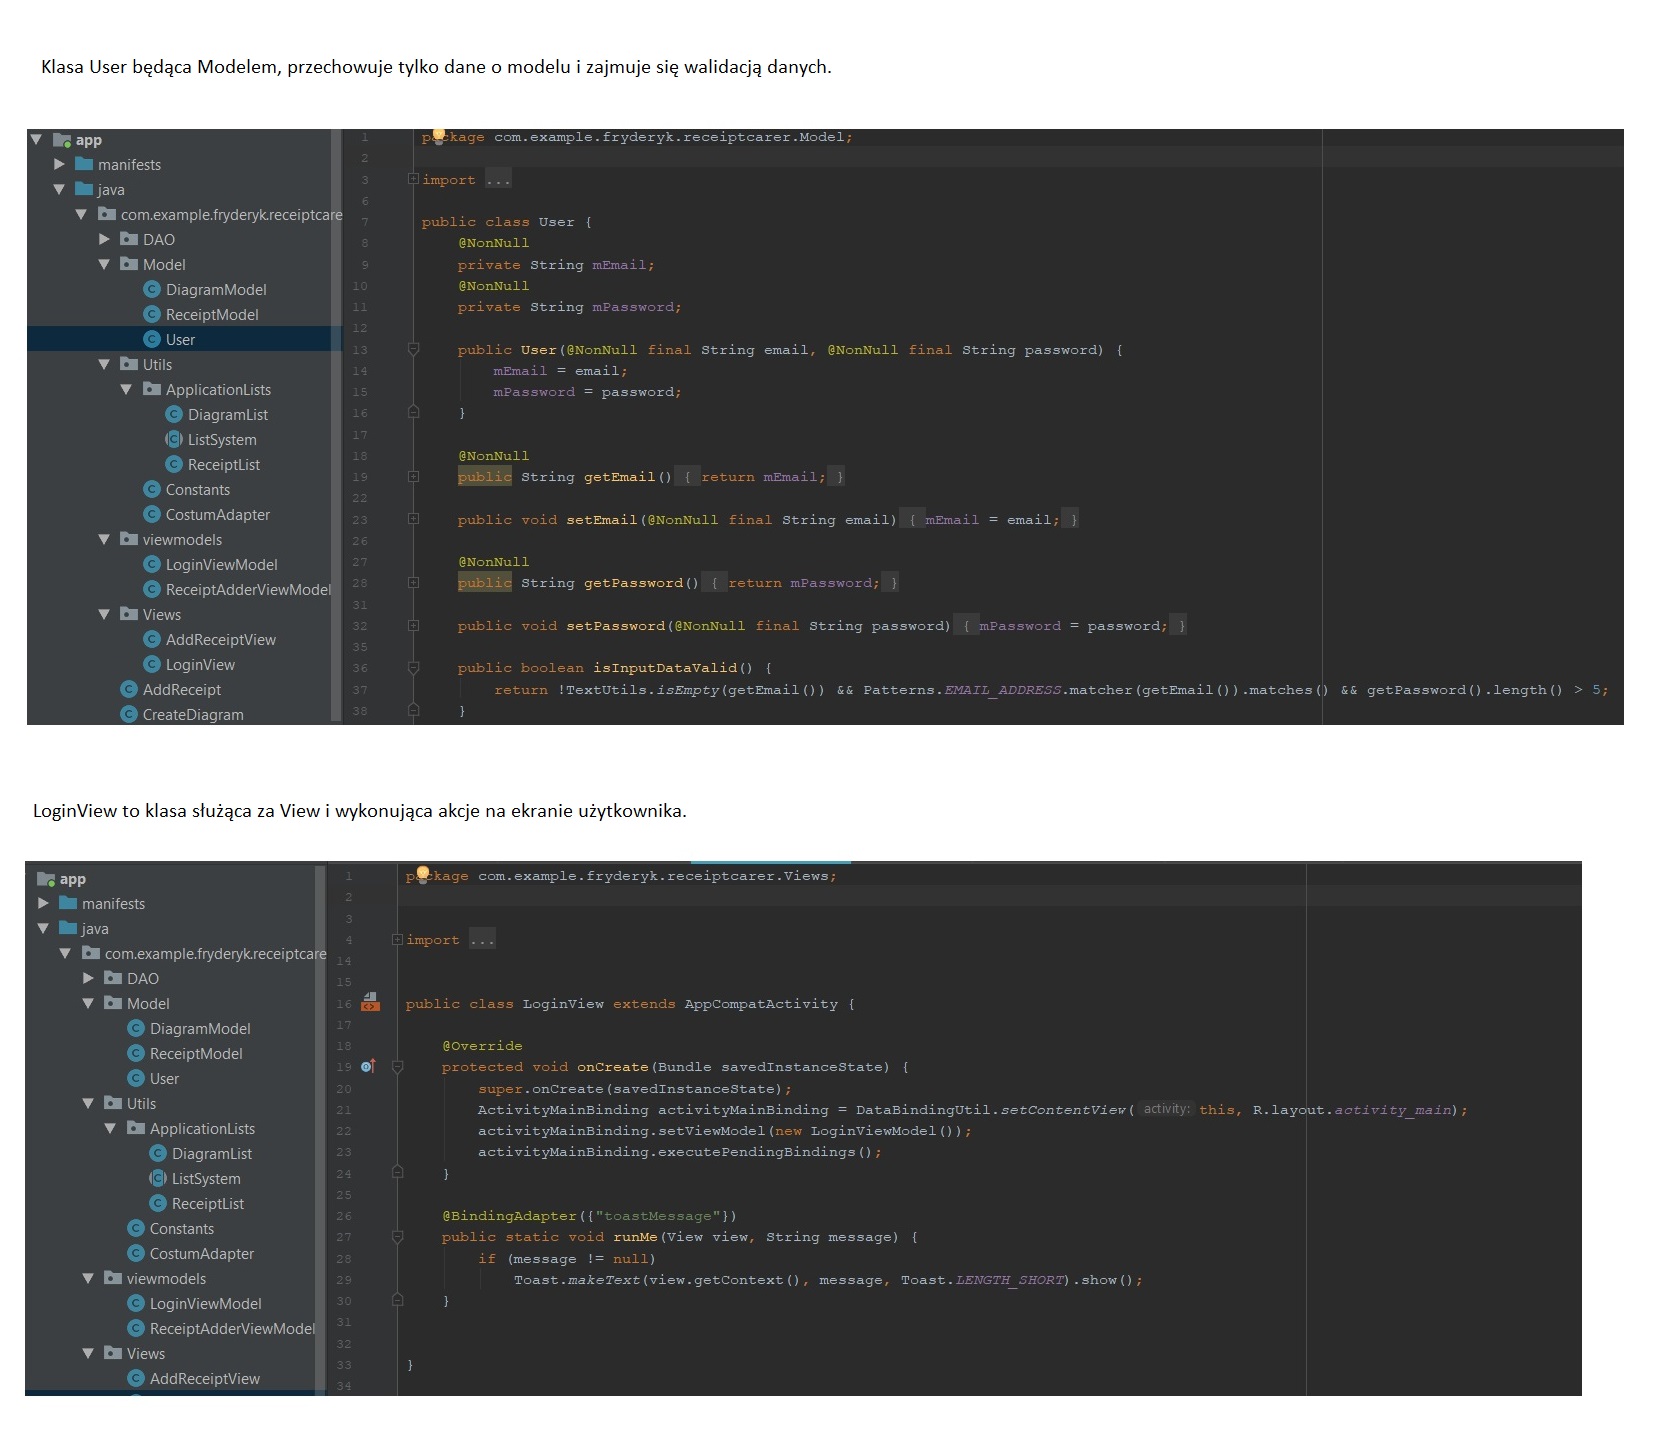 Klasa User będąca Modelem, przechowuje tylko dane o modelu i zajmuje się walidacją danych.
app
manifests
java
com.example.fryderyk.receiptcare
DAO
Model
DiagramModel
ReceiptModel
User
Utils
ApplicationLists
DiagramList
ListSystem
ReceiptList
Constants
CostumAdapter
viewmodels
LoginViewModel
ReceiptAdderViewModel
Views
AddReceiptView
LoginView
AddReceipt
CreateDiagram
1 package com.example.fryderyk.receiptcarer.Model;
2
3 import ...
6
7 public class User {
8 @NonNull
9 private String mEmail;
10 @NonNull
11 private String mPassword;
12
13 public User(@NonNull final String email, @NonNull final String password) {
14 mEmail = email;
15 mPassword = password;
16 }
17
18 @NonNull
19 public String getEmail() { return mEmail; }
22
23 public void setEmail(@NonNull final String email) { mEmail = email; }
26
27 @NonNull
28 public String getPassword() { return mPassword; }
31
32 public void setPassword(@NonNull final String password) { mPassword = password; }
35
36 public boolean isInputDataValid() {
37 return !TextUtils.isEmpty(getEmail()) && Patterns.EMAIL_ADDRESS.matcher(getEmail()).matches() && getPassword().length() > 5;
38 }
LoginView to klasa służąca za View i wykonująca akcje na ekranie użytkownika.
app
manifests
java
com.example.fryderyk.receiptcare
DAO
Model
DiagramModel
ReceiptModel
User
Utils
ApplicationLists
DiagramList
ListSystem
ReceiptList
Constants
CostumAdapter
viewmodels
LoginViewModel
ReceiptAdderViewModel
Views
AddReceiptView
1 package com.example.fryderyk.receiptcarer.Views;
2
3
4 import ...
14
15
16 public class LoginView extends AppCompatActivity {
17
18 @Override
19 protected void onCreate(Bundle savedInstanceState) {
20 super.onCreate(savedInstanceState);
21 ActivityMainBinding activityMainBinding = DataBindingUtil.setContentView( activity: this, R.layout.activity_main);
22 activityMainBinding.setViewModel(new LoginViewModel());
23 activityMainBinding.executePendingBindings();
24 }
25
26 @BindingAdapter({"toastMessage"})
27 public static void runMe(View view, String message) {
28 if (message != null)
29 Toast.makeText(view.getContext(), message, Toast.LENGTH_SHORT).show();
30 }
31
32
33 }
34